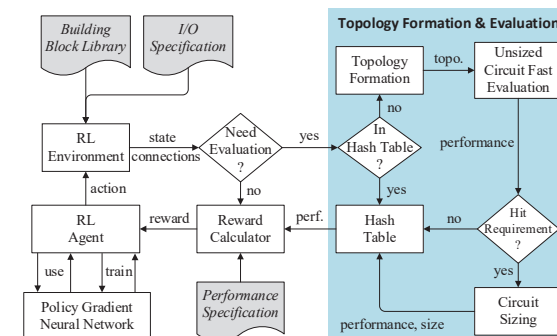 Topology Formation & Evaluation
Building
Block Library
I/O
Specification
Topology
Formation
topo.
Unsized
Circuit Fast
Evaluation
no
RL
Environment
state
connections
Need
Evaluation
?
yes
In
Hash Table
?
performance
action
no
yes
RL
Agent
reward
Reward
Calculator
perf.
Hash
Table
no
Hit
Requirement
?
use
train
yes
Policy Gradient
Neural Network
Performance
Specification
performance, size
Circuit
Sizing